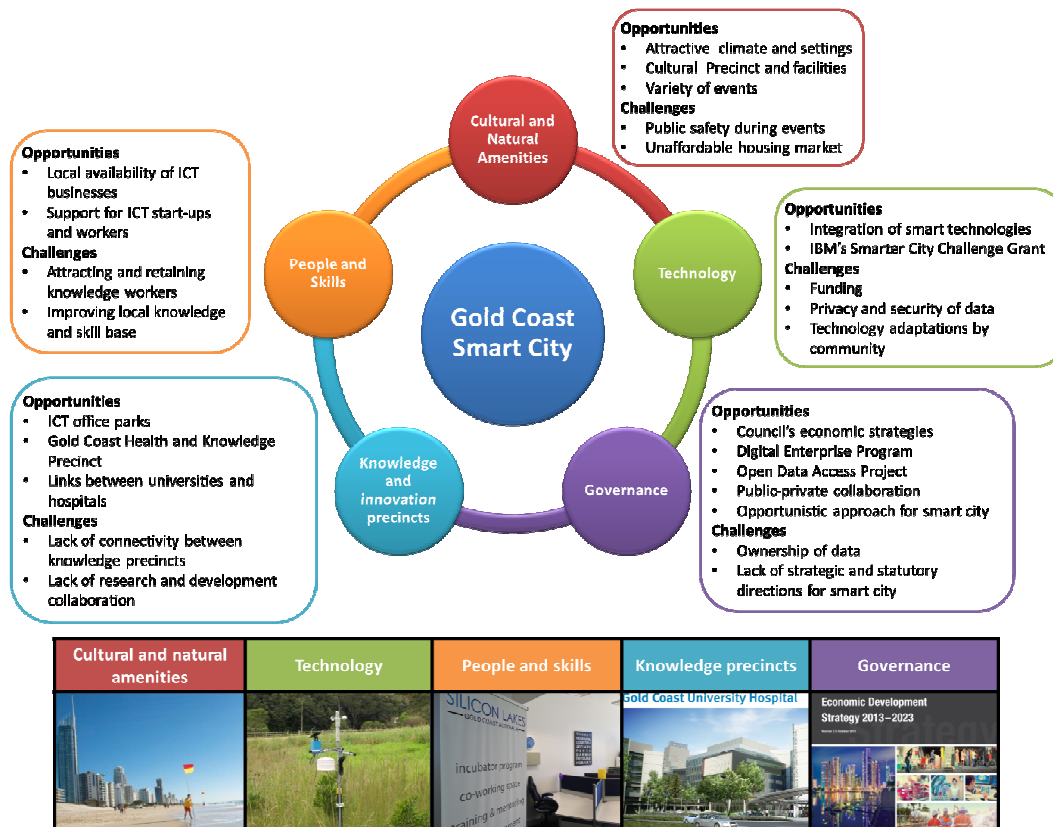 Opportunities
• Attractive climate and settings
• Cultural Precinct and facilities
• Variety of events
Challenges
• Public safety during events
• Unaffordable housing market
Cultural and
Natural
Amenities
Opportunities
• Local availability of ICT
businesses
• Support for ICT start-ups
and workers
Challenges
• Attracting and retaining
knowledge workers
• Improving local knowledge
and skill base
People and
Skills
Technology
Opportunities
• Integration of smart technologies
• IBM's Smarter City Challenge Grant
Challenges
• Funding
• Privacy and security of data
• Technology adaptations by
community
Gold Coast
Smart City
Opportunities
• ICT office parks
• Gold Coast Health and Knowledge
Precinct
• Links between universities and
hospitals
Challenges
• Lack of connectivity between
knowledge precincts
• Lack of research and development
collaboration
Knowledge
and
innovation
precincts
Governance
Opportunities
• Council's economic strategies
• Digital Enterprise Program
• Open Data Access Project
• Public-private collaboration
• Opportunistic approach for smart city
Challenges
• Ownership of data
• Lack of strategic and statutory
directions for smart city
Cultural and natural
amenities
Technology
People and skills
Knowledge precincts
Governance
SILICON LAKES
incubator program
co-working space
training &
Gold Coast University Hospital
Economic Development
Strategy 2013–2023